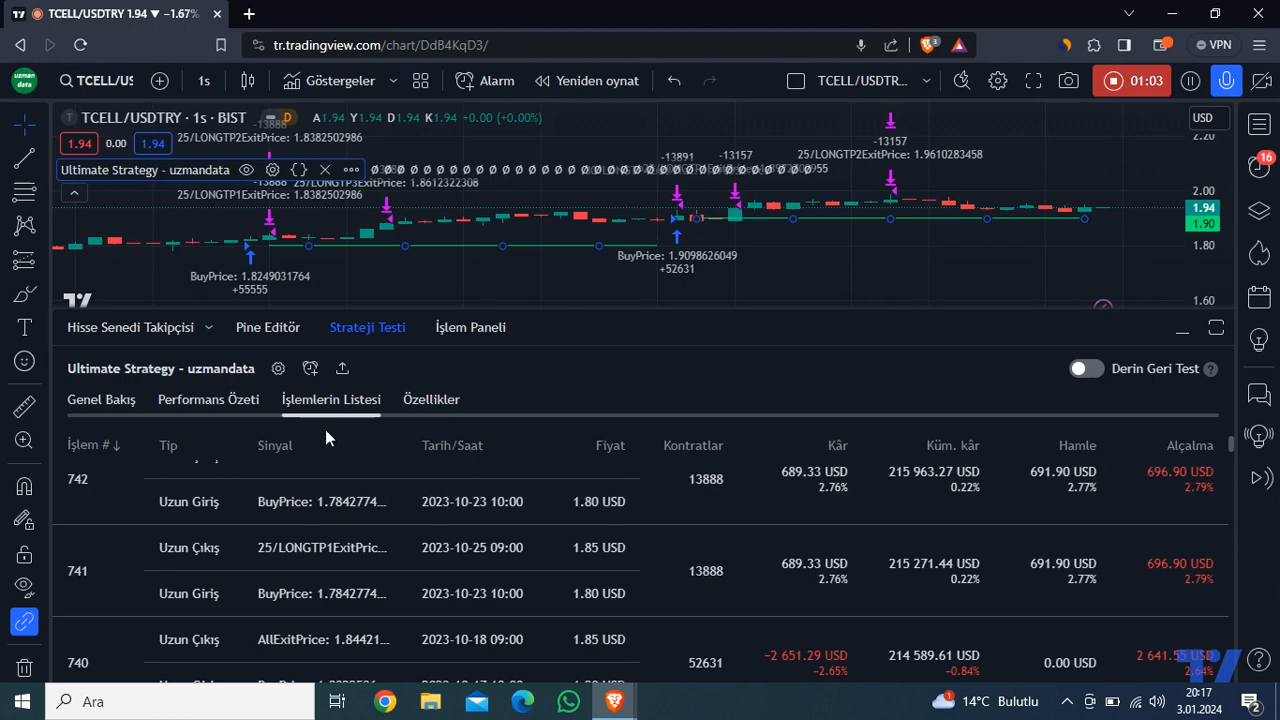 TCELL/USDTRY 1.94 ▼ −1.67%
tr.tradingview.com/chart/DdB4KqD3/
VPN
uzman data
TCELL/US
1s
Göstergeler
Alarm
Yeniden oynat
TCELL/USDTR...
01:03
TCELL/USDTRY · 1s · BIST
D
A1.94 Y1.94 D1.94 K1.94 +0.00 (+0.00%)
USD
1.94
0.00
1.94
-13888
25/LONGTP2ExitPrice: 1.8382502986
Ultimate Strategy - uzmandata
25/LONGTP1ExitPrice: 1.8382502986
-13891
-13157
-13157
25/LONGTP2ExitPrice: 1.9610283458
2.20
2.00
1.94
1.90
1.80
1.60
BuyPrice: 1.8249031764
+55555
BuyPrice: 1.9098626049
+52631
Hisse Senedi Takipçisi
Pine Editör
Strateji Testi
İşlem Paneli
Ultimate Strategy - uzmandata
Derin Geri Test
Genel Bakış
Performans Özeti
İşlemlerin Listesi
Özellikler
İşlem # ↓ Tip Sinyal Tarih/Saat Fiyat Kontratlar Kâr Küm. kâr Hamle Alçalma
742 13888 689.33 USD 215 963.27 USD 691.90 USD 696.90 USD
2.76% 0.22% 2.77% 2.79%
Uzun Giriş BuyPrice: 1.7842774... 2023-10-23 10:00 1.80 USD
Uzun Çıkış 25/LONGTP1ExitPric... 2023-10-25 09:00 1.85 USD
741 13888 689.33 USD 215 271.44 USD 691.90 USD 696.90 USD
2.76% 0.22% 2.77% 2.79%
Uzun Giriş BuyPrice: 1.7842774... 2023-10-23 10:00 1.80 USD
Uzun Çıkış AllExitPrice: 1.84421... 2023-10-18 09:00 1.85 USD
740 52631 −2 651.29 USD 214 589.61 USD 0.00 USD 2 641.55 USD
−2.65% −0.84% 2.64%
16
Ara
14°C Bulutlu
20:17
3.01.2024
2